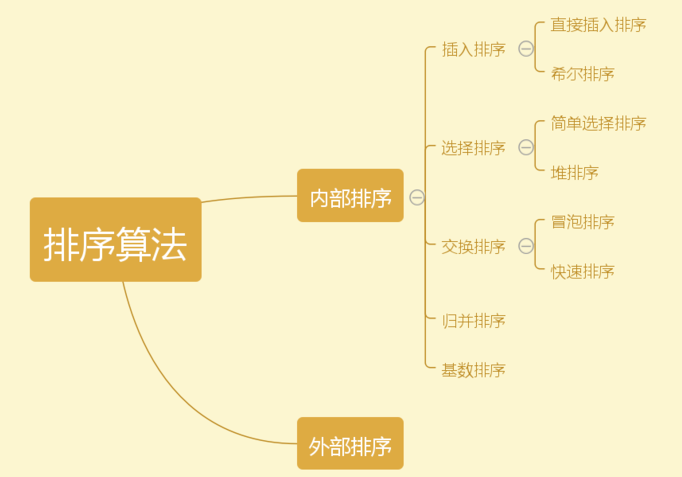 排序算法
内部排序
插入排序
直接插入排序
希尔排序
选择排序
简单选择排序
堆排序
交换排序
冒泡排序
快速排序
归并排序
基数排序
外部排序